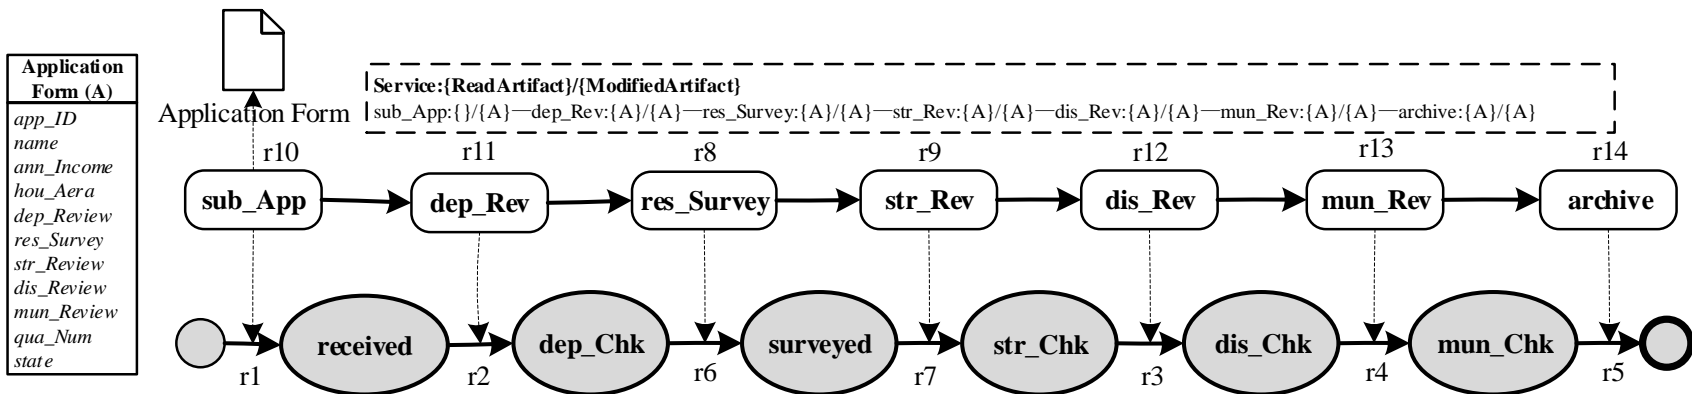 Application
Form (A)
app_ID
name
ann_Income
hou_Aera
dep_Review
res_Survey
str_Review
dis_Review
mun_Review
qua_Num
state
Application Form
Service:{ReadArtifact}/{ModifiedArtifact}
sub_App:{}/{A}—dep_Rev:{A}/{A}—res_Survey:{A}/{A}—str_Rev:{A}/{A}—dis_Rev:{A}/{A}—mun_Rev:{A}/{A}—archive:{A}/{A}
r10 r11 r8 r9 r12 r13 r14
sub_App dep_Rev res_Survey str_Rev dis_Rev mun_Rev archive
received dep_Chk surveyed str_Chk dis_Chk mun_Chk
r1 r2 r6 r7 r3 r4 r5